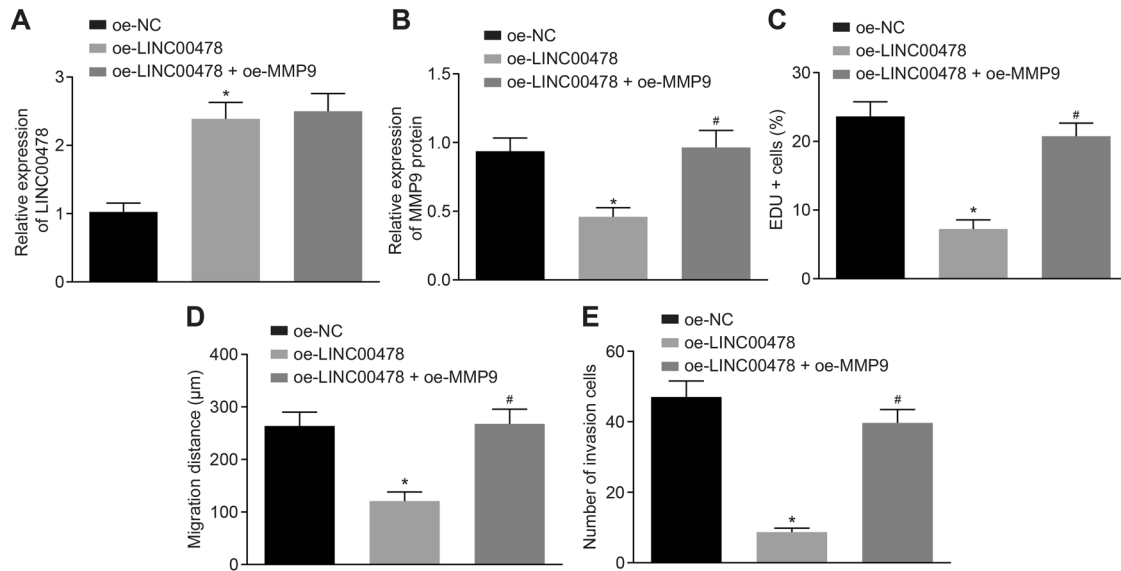 A
oe-NC
oe-LINC00478
oe-LINC00478 + oe-MMP9
Relative expression
of LINC00478
3
2
1
0
*
B
oe-NC
oe-LINC00478
oe-LINC00478 + oe-MMP9
Relative expression
of MMP9 protein
1.5
1.0
0.5
0.0
*
#
C
oe-NC
oe-LINC00478
oe-LINC00478 + oe-MMP9
EDU + cells (%)
30
20
10
0
*
#
D
oe-NC
oe-LINC00478
oe-LINC00478 + oe-MMP9
Migration distance (μm)
400
300
200
100
0
*
#
E
oe-NC
oe-LINC00478
oe-LINC00478 + oe-MMP9
Number of invasion cells
60
40
20
0
*
#